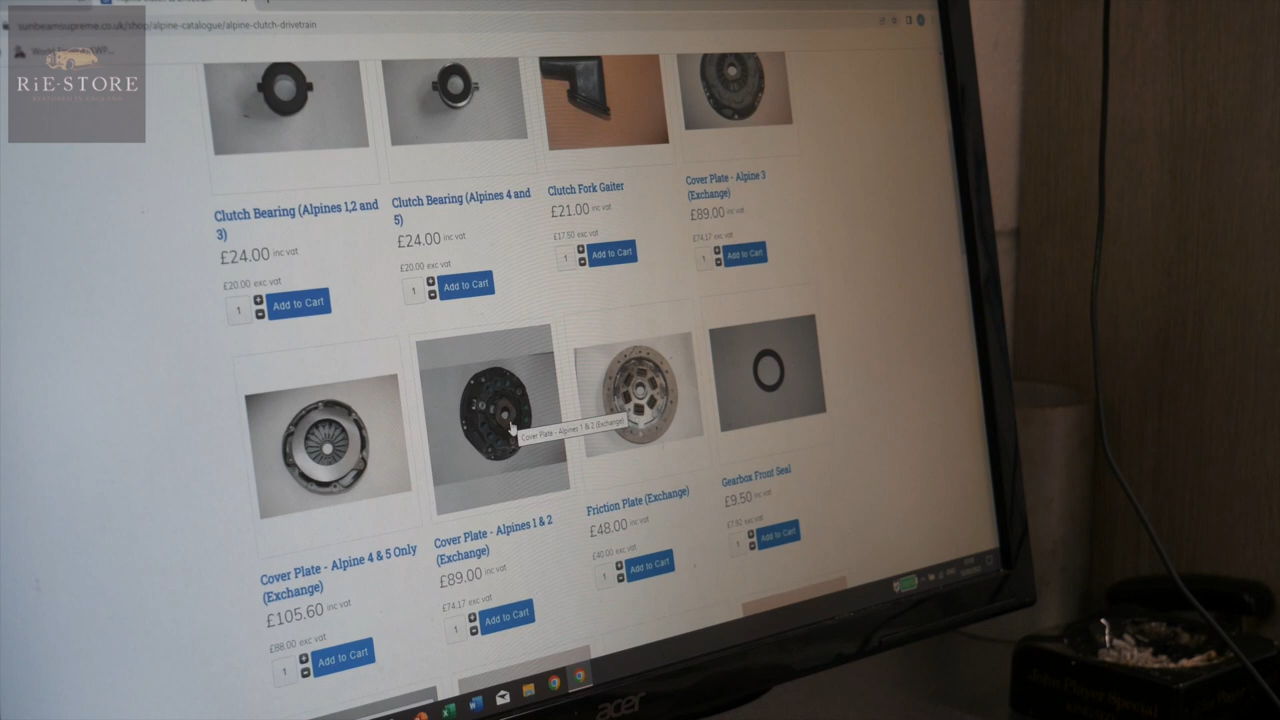 sunbeamsupreme.co.uk/shop/alpine-catalogue/alpine-clutch-drivetrain
RiE-STORE
Clutch Bearing (Alpines 1,2 and
3)
£24.00 inc vat
£20.00 exc vat
1
Add to Cart
Clutch Bearing (Alpines 4 and
5)
£24.00 inc vat
£20.00 exc vat
1
Add to Cart
Clutch Fork Gaiter
£21.00 inc vat
£17.50 exc vat
1
Add to Cart
Cover Plate - Alpine 3
(Exchange)
£89.00 inc vat
£74.17 exc vat
1
Add to Cart
Cover Plate - Alpine 4 & 5 Only
(Exchange)
£105.60 inc vat
£88.00 exc vat
1
Add to Cart
Cover Plate - Alpines 1 & 2 (Exchange)
Cover Plate - Alpines 1 & 2
(Exchange)
£89.00 inc vat
£74.17 exc vat
1
Add to Cart
Friction Plate (Exchange)
£48.00 inc vat
£40.00 exc vat
1
Add to Cart
Gearbox Front Seal
£9.50 inc vat
£7.92 exc vat
1
Add to Cart
acer
John Player Special